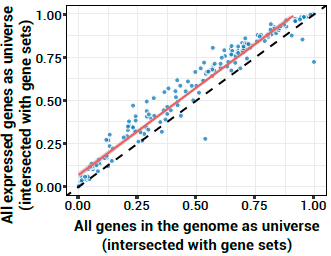 All expressed genes as universe
(intersected with gene sets)
1.00
0.75
0.50
0.25
0.00
0.00 0.25 0.50 0.75 1.00
All genes in the genome as universe
(intersected with gene sets)